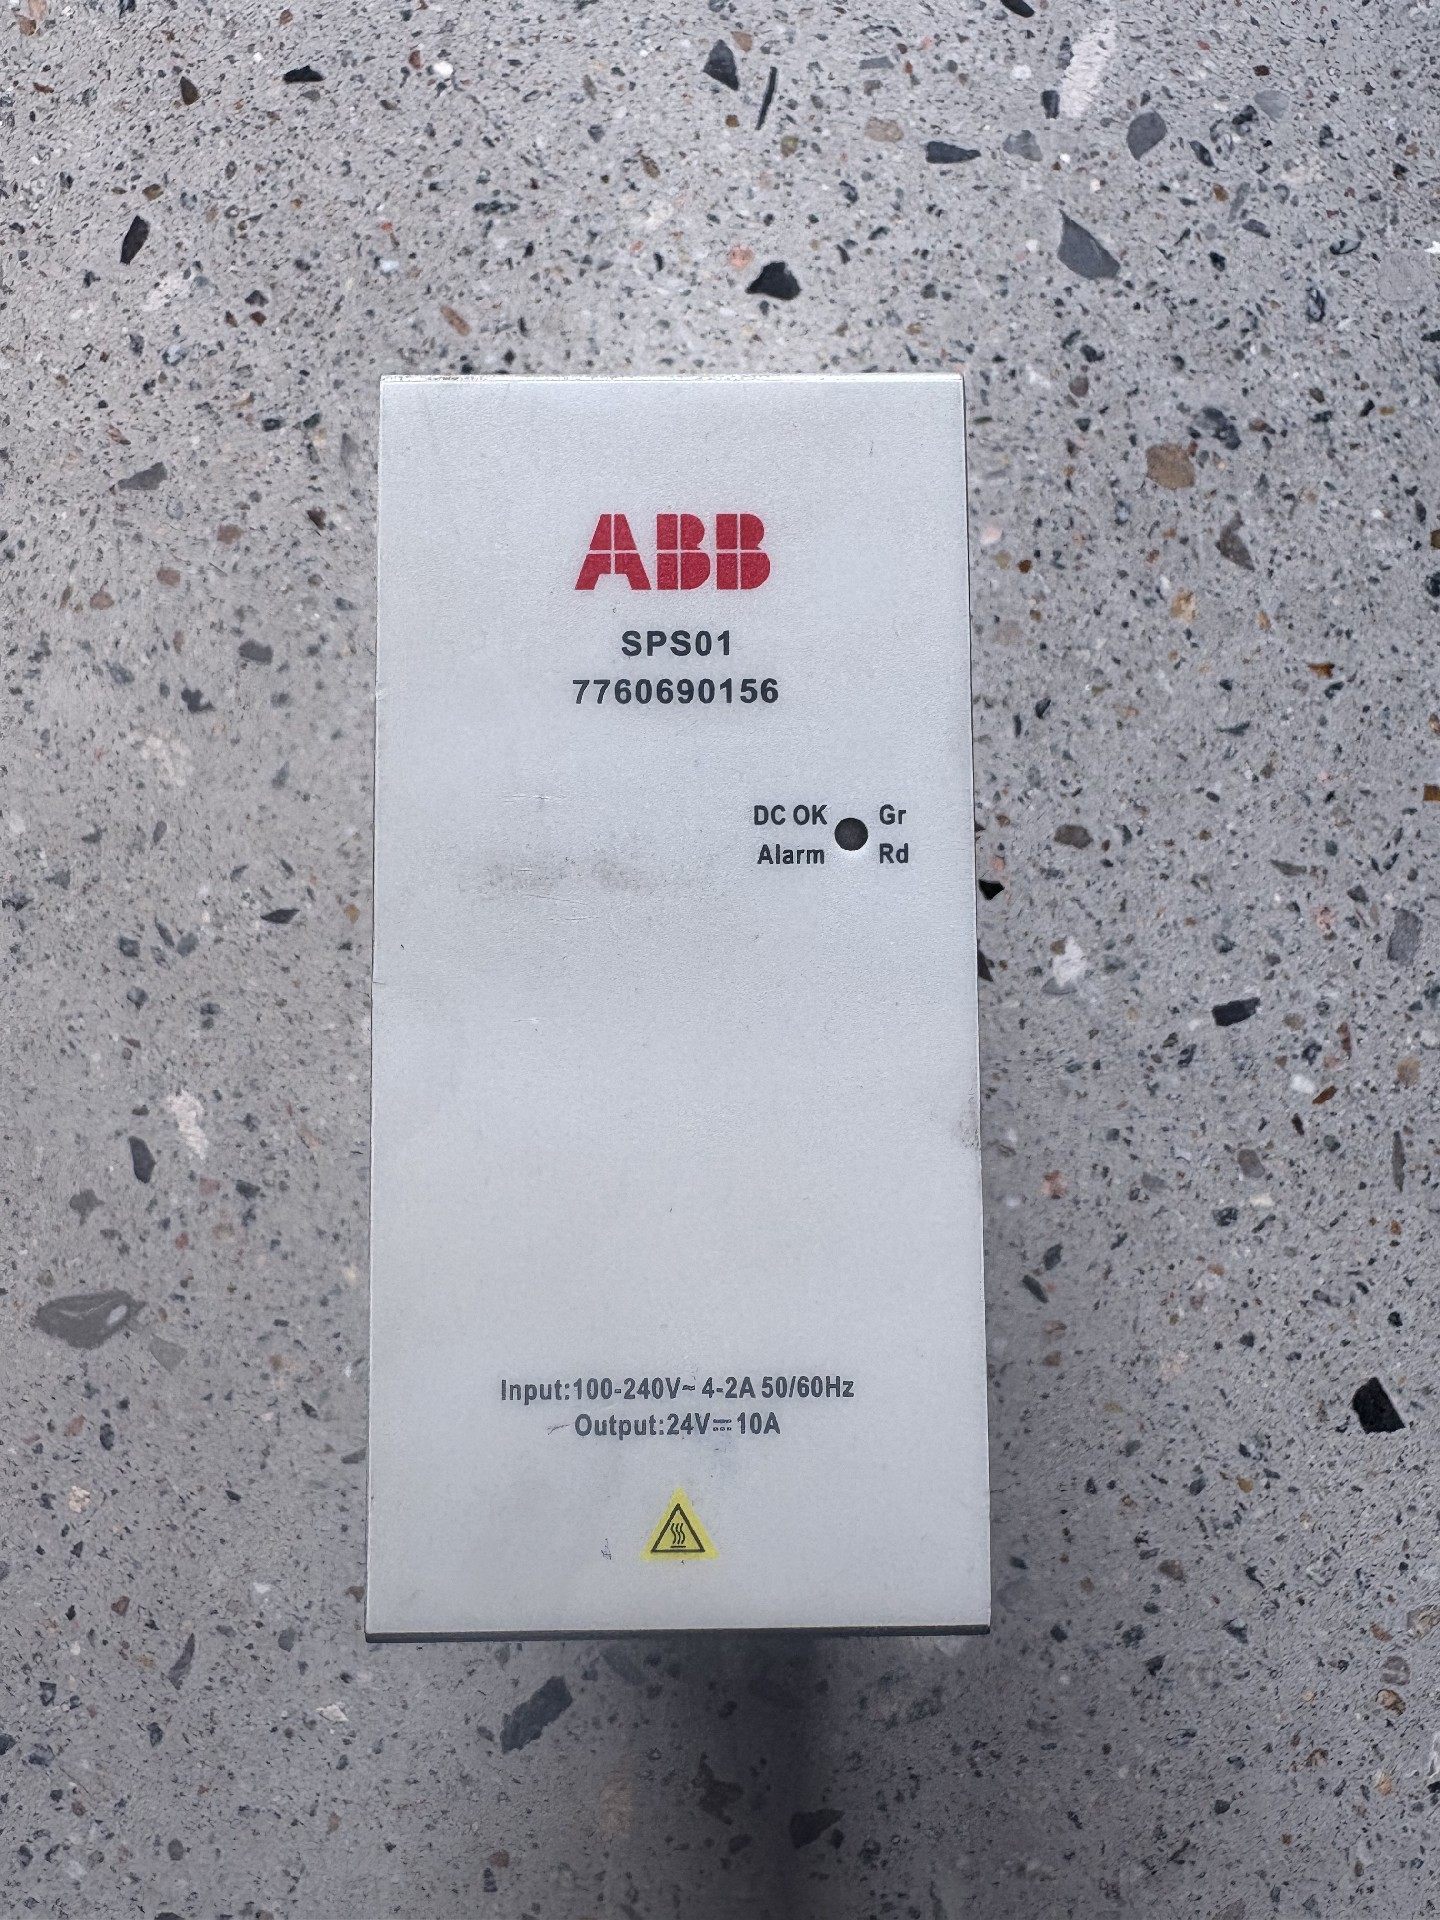 ABB
SPS01
7760690156
DC OK Gr
Alarm Rd
Input:100-240V~ 4-2A 50/60Hz
Output:24V⎓10A